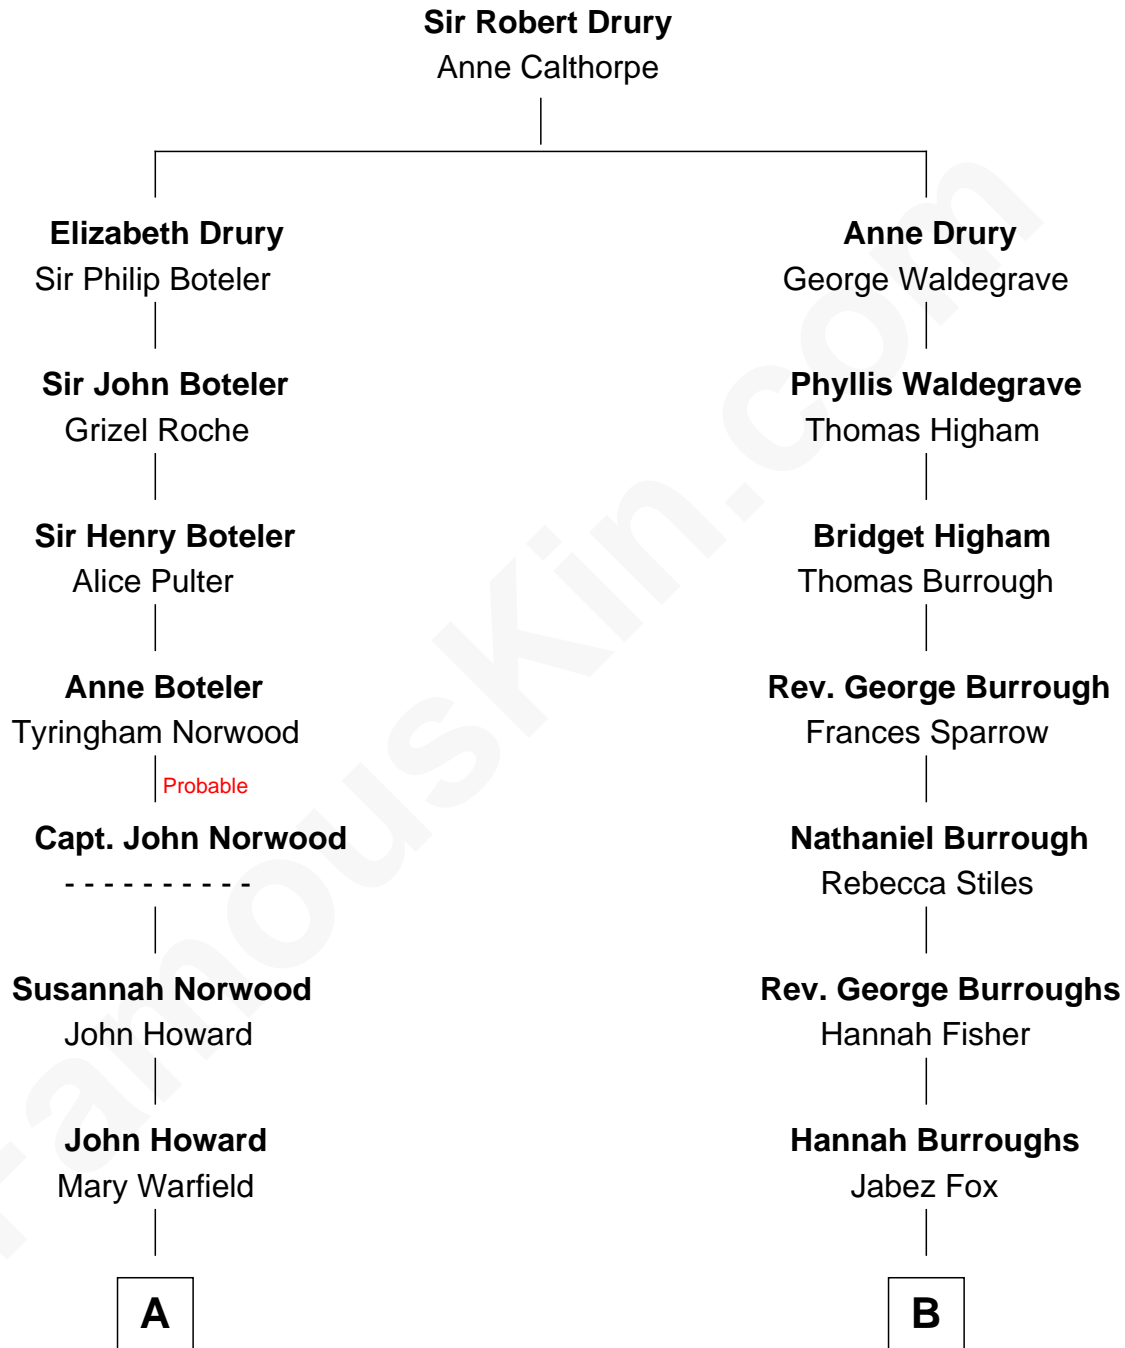 Sir Robert Drury
Anne Calthorpe
Elizabeth Drury
Sir Philip Boteler
Anne Drury
George Waldegrave
Sir John Boteler
Grizel Roche
Phyllis Waldegrave
Thomas Higham
Sir Henry Boteler
Alice Pulter
Bridget Higham
Thomas Burrough
Anne Boteler
Tyringham Norwood
Rev. George Burrough
Frances Sparrow
Probable
Capt. John Norwood
- - - - - - - - - -
Nathaniel Burrough
Rebecca Stiles
Susannah Norwood
John Howard
Rev. George Burroughs
Hannah Fisher
John Howard
Mary Warfield
Hannah Burroughs
Jabez Fox
A
B
FamousKin.com